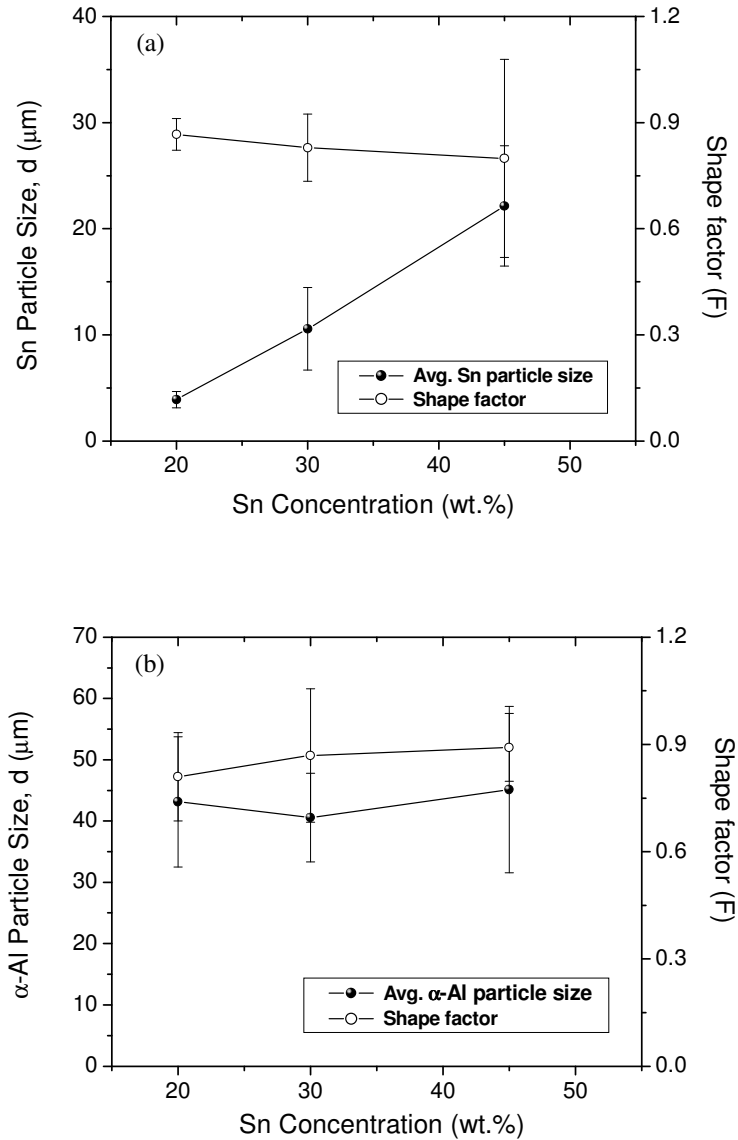 (a)
40
30
20
10
0
Sn Particle Size, d (μm)
1.2
0.9
0.6
0.3
0.0
Shape factor (F)
Avg. Sn particle size
Shape factor
20 30 40 50
Sn Concentration (wt.%)
(b)
70
60
50
40
30
20
10
0
α-Al Particle Size, d (μm)
1.2
0.9
0.6
0.3
0.0
Shape factor (F)
Avg. α-Al particle size
Shape factor
20 30 40 50
Sn Concentration (wt.%)